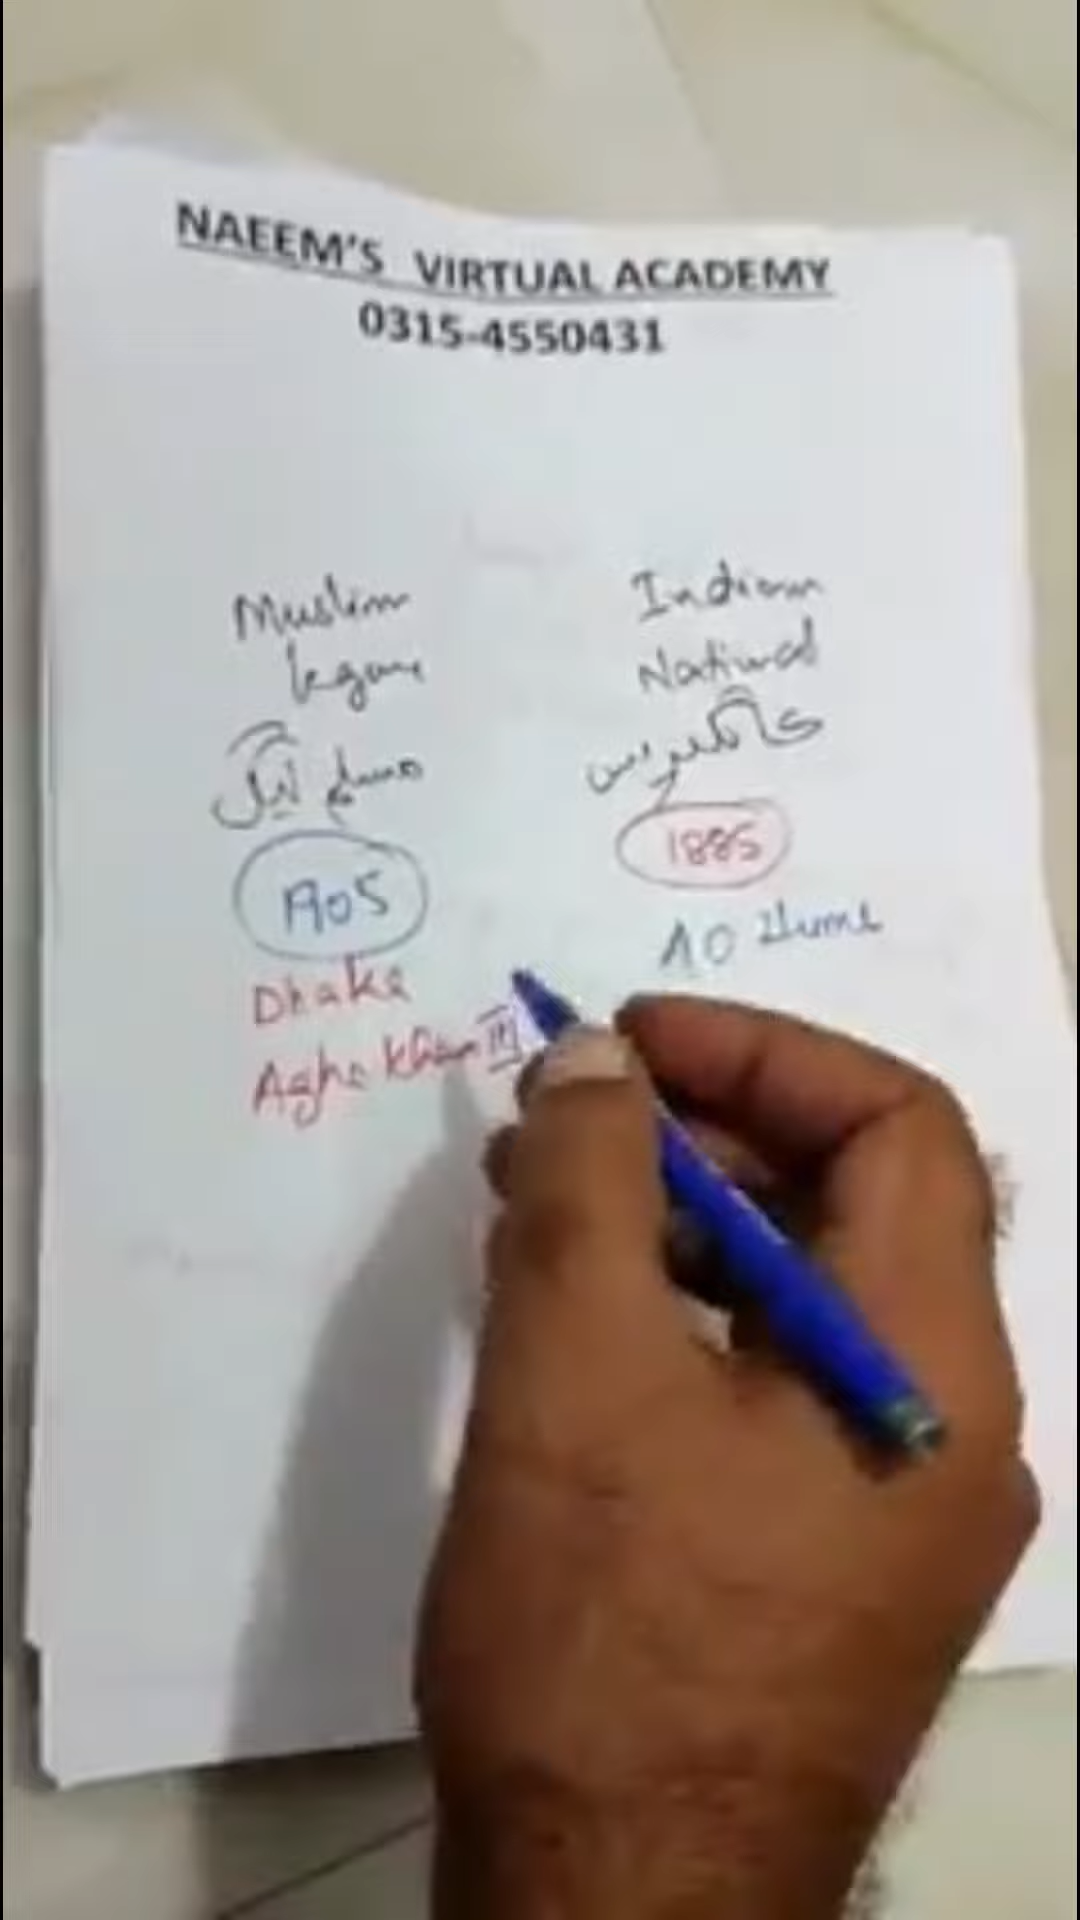 NAEEM'S VIRTUAL ACADEMY
0315-4550431
Muslim
legue
مسلم لیگ
1905
Dhaka
Agha Khan III
Indian
National
کانگریس
1885
AO Hume